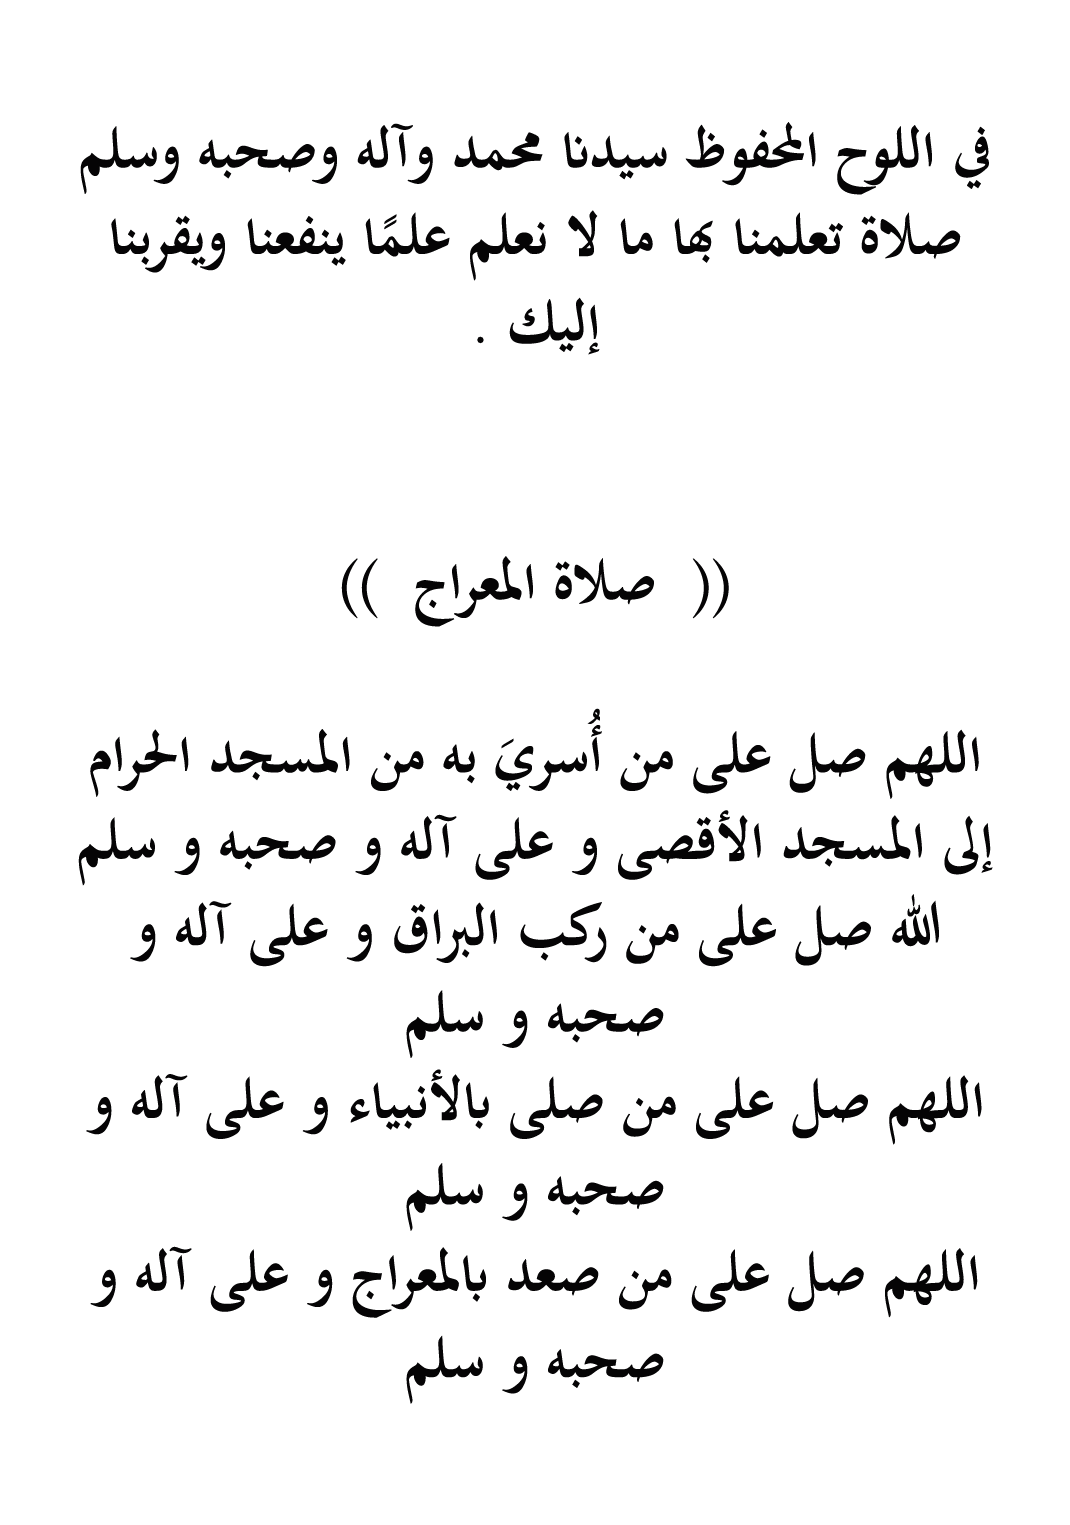 في اللوح المحفوظ سيدنا محمد وآله وصحبه وسلم
صلاة تعلمنا بها ما لا نعلم علمًا ينفعنا ويقربنا
إليك .
(( صلاة المعراج ))
اللهم صل على من أُسريَ به من المسجد الحرام
إلى المسجد الأقصى و على آله و صحبه و سلم
الله صل على من ركب البراق و على آله و
صحبه و سلم
اللهم صل على من صلى بالأنبياء و على آله و
صحبه و سلم
اللهم صل على من صعد بالمعراج و على آله و
صحبه و سلم